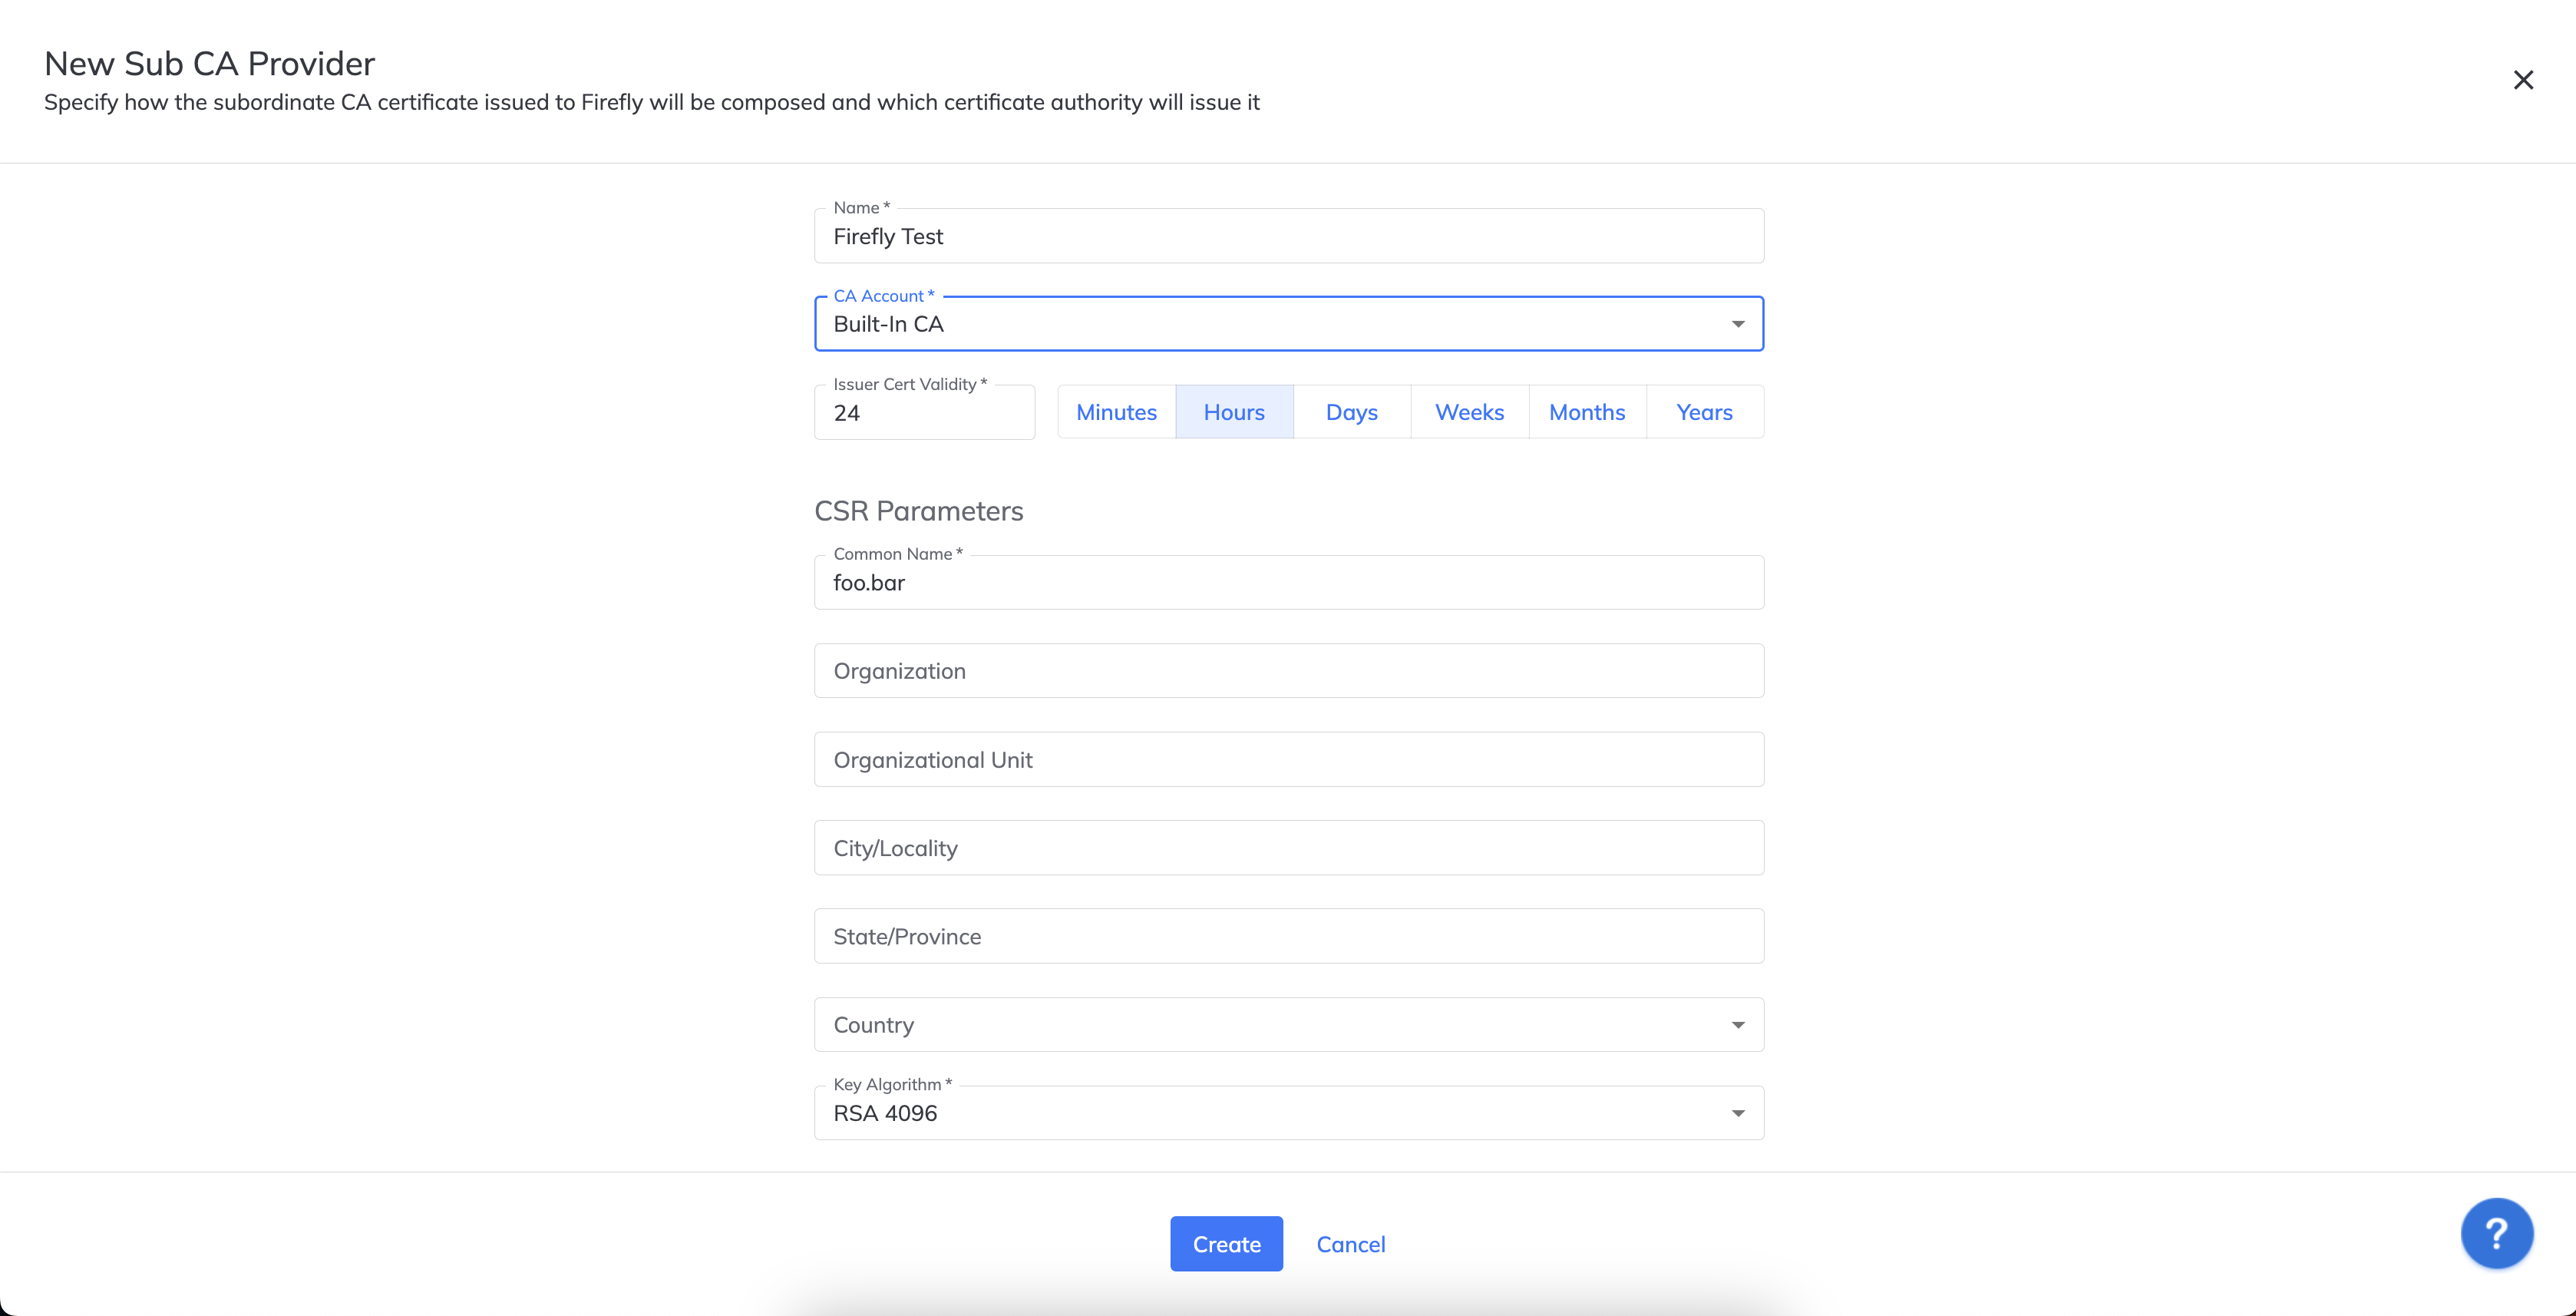 New Sub CA Provider
Specify how the subordinate CA certificate issued to Firefly will be composed and which certificate authority will issue it
Name *
Firefly Test
CA Account *
Built-In CA
Issuer Cert Validity *
24
Minutes Hours Days Weeks Months Years
CSR Parameters
Common Name *
foo.bar
Organization
Organizational Unit
City/Locality
State/Province
Country
Key Algorithm *
RSA 4096
Create Cancel
?